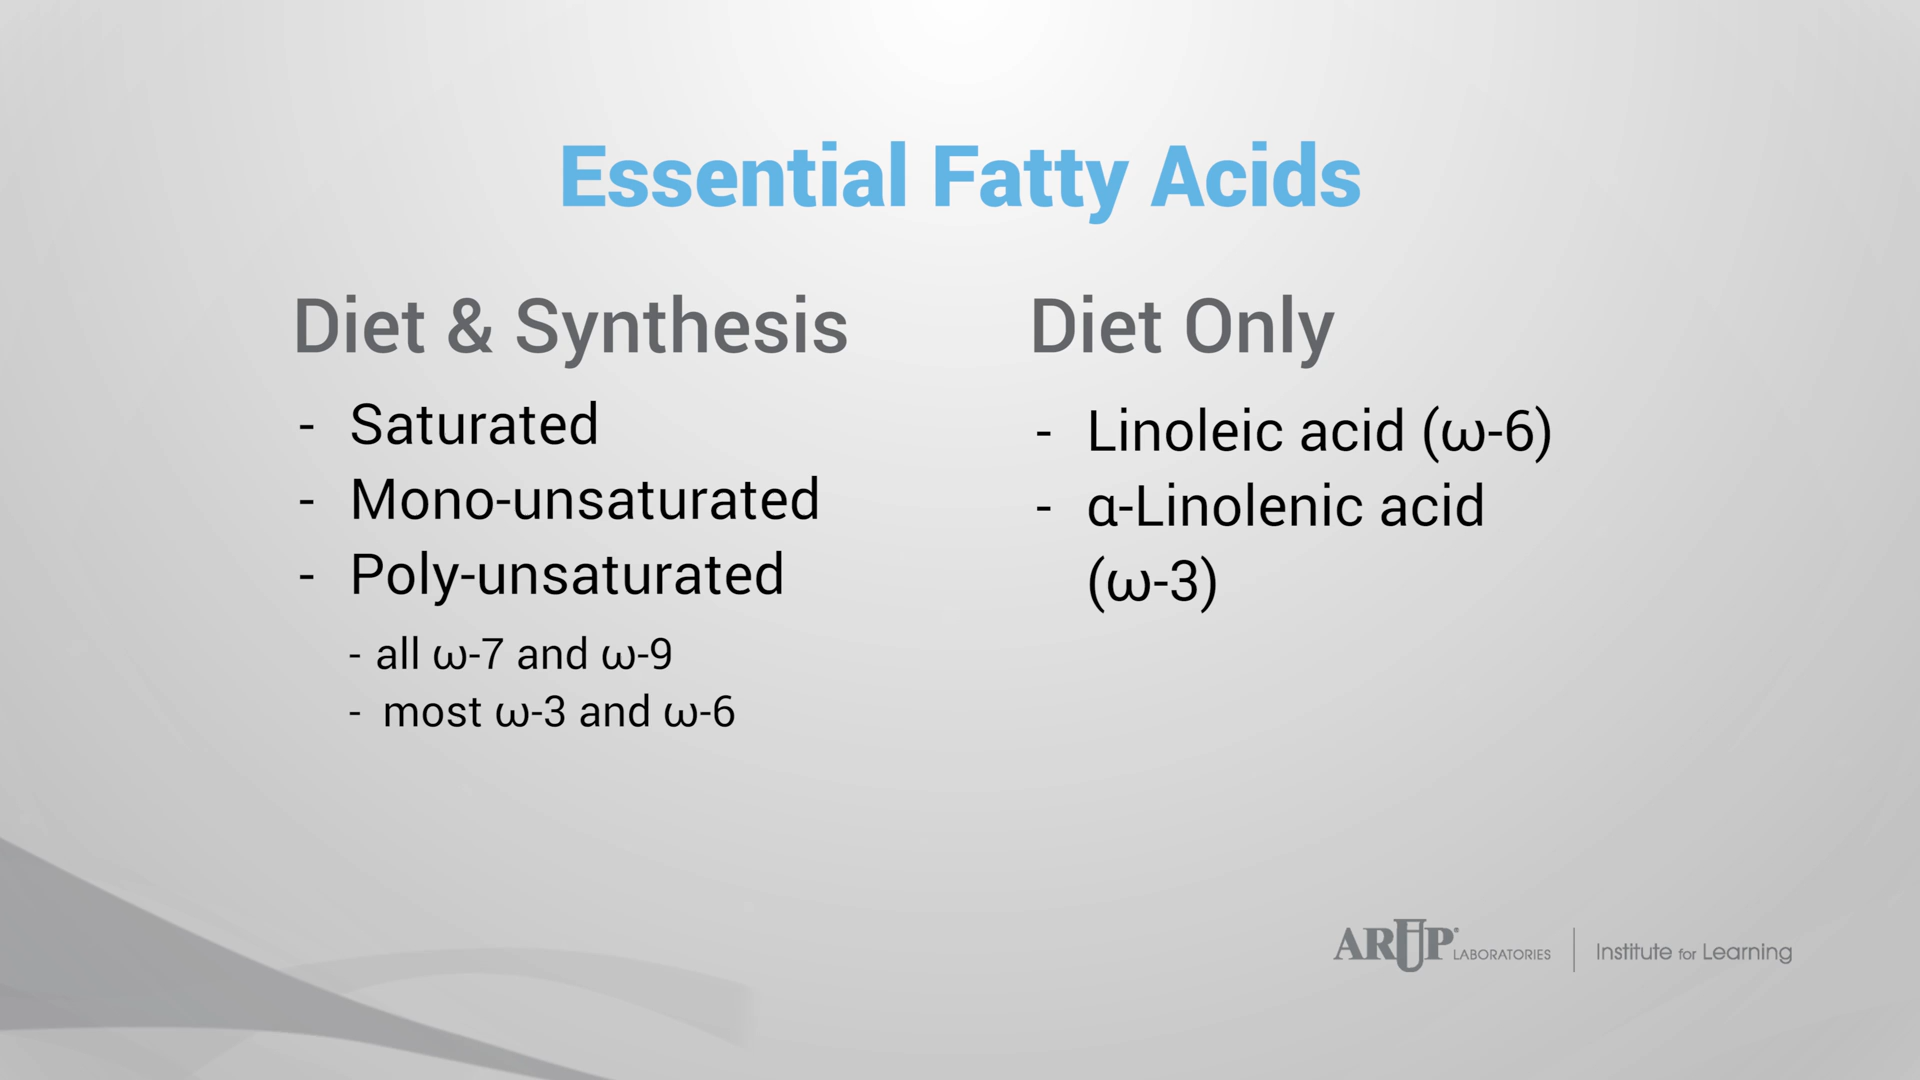 Essential Fatty Acids
Diet & Synthesis
- Saturated
- Mono-unsaturated
- Poly-unsaturated
- all ω-7 and ω-9
- most ω-3 and ω-6
Diet Only
- Linoleic acid (ω-6)
- α-Linolenic acid
(ω-3)
ARUP® LABORATORIES | Institute for Learning